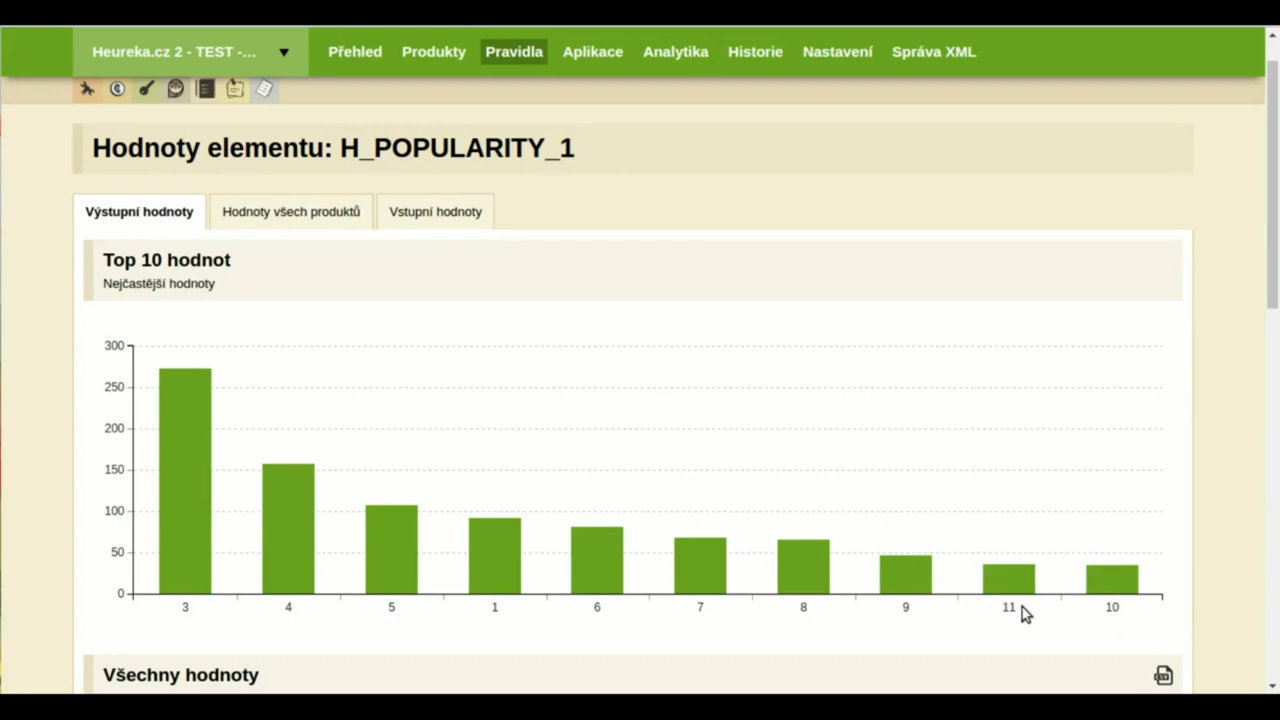 Heureka.cz 2 - TEST -... Přehled Produkty Pravidla Aplikace Analytika Historie Nastavení Správa XML
Hodnoty elementu: H_POPULARITY_1
Výstupní hodnoty Hodnoty všech produktů Vstupní hodnoty
Top 10 hodnot
Nejčastější hodnoty
300
250
200
150
100
50
0
3 4 5 1 6 7 8 9 11 10
Všechny hodnoty